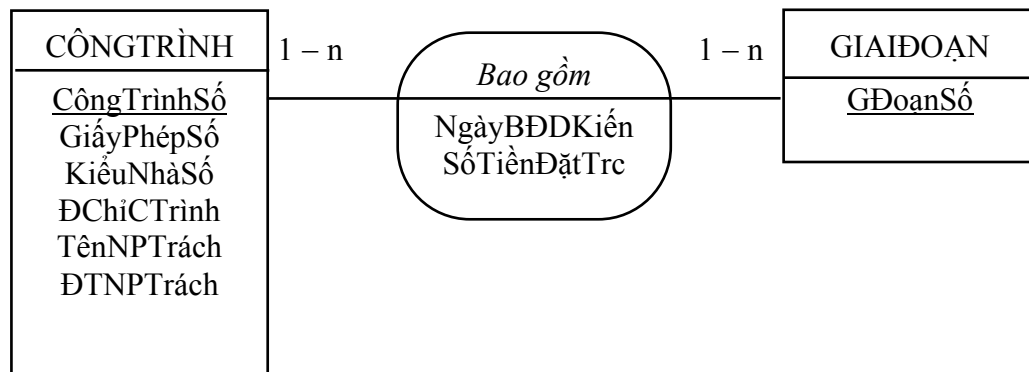 CÔNGTRÌNH
CôngTrìnhSố
GiấyPhépSố
KiểuNhàSố
ĐChỉCTrình
TênNPTrách
ĐTNPTrách
1 – n
Bao gồm
NgàyBĐDKiến
SốTiềnĐặtTrc
1 – n
GIAIĐOẠN
GĐoạnSố